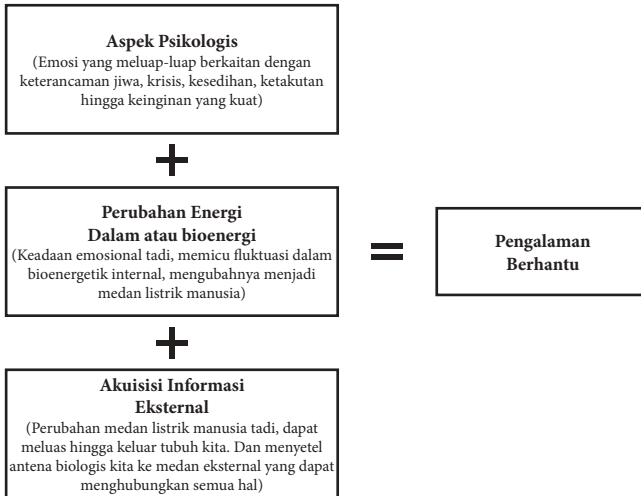 Aspek Psikologis
(Emosi yang meluap-luap berkaitan dengan
keterancaman jiwa, krisis, kesedihan, ketakutan
hingga keinginan yang kuat)
+
Perubahan Energi
Dalam atau bioenergi
(Keadaan emosional tadi, memicu fluktuasi dalam
bioenergetik internal, mengubahnya menjadi
medan listrik manusia)
=
Pengalaman
Berhantu
+
Akuisisi Informasi
Eksternal
(Perubahan medan listrik manusia tadi, dapat
meluas hingga keluar tubuh kita. Dan menyetel
antena biologis kita ke medan eksternal yang dapat
menghubungkan semua hal)